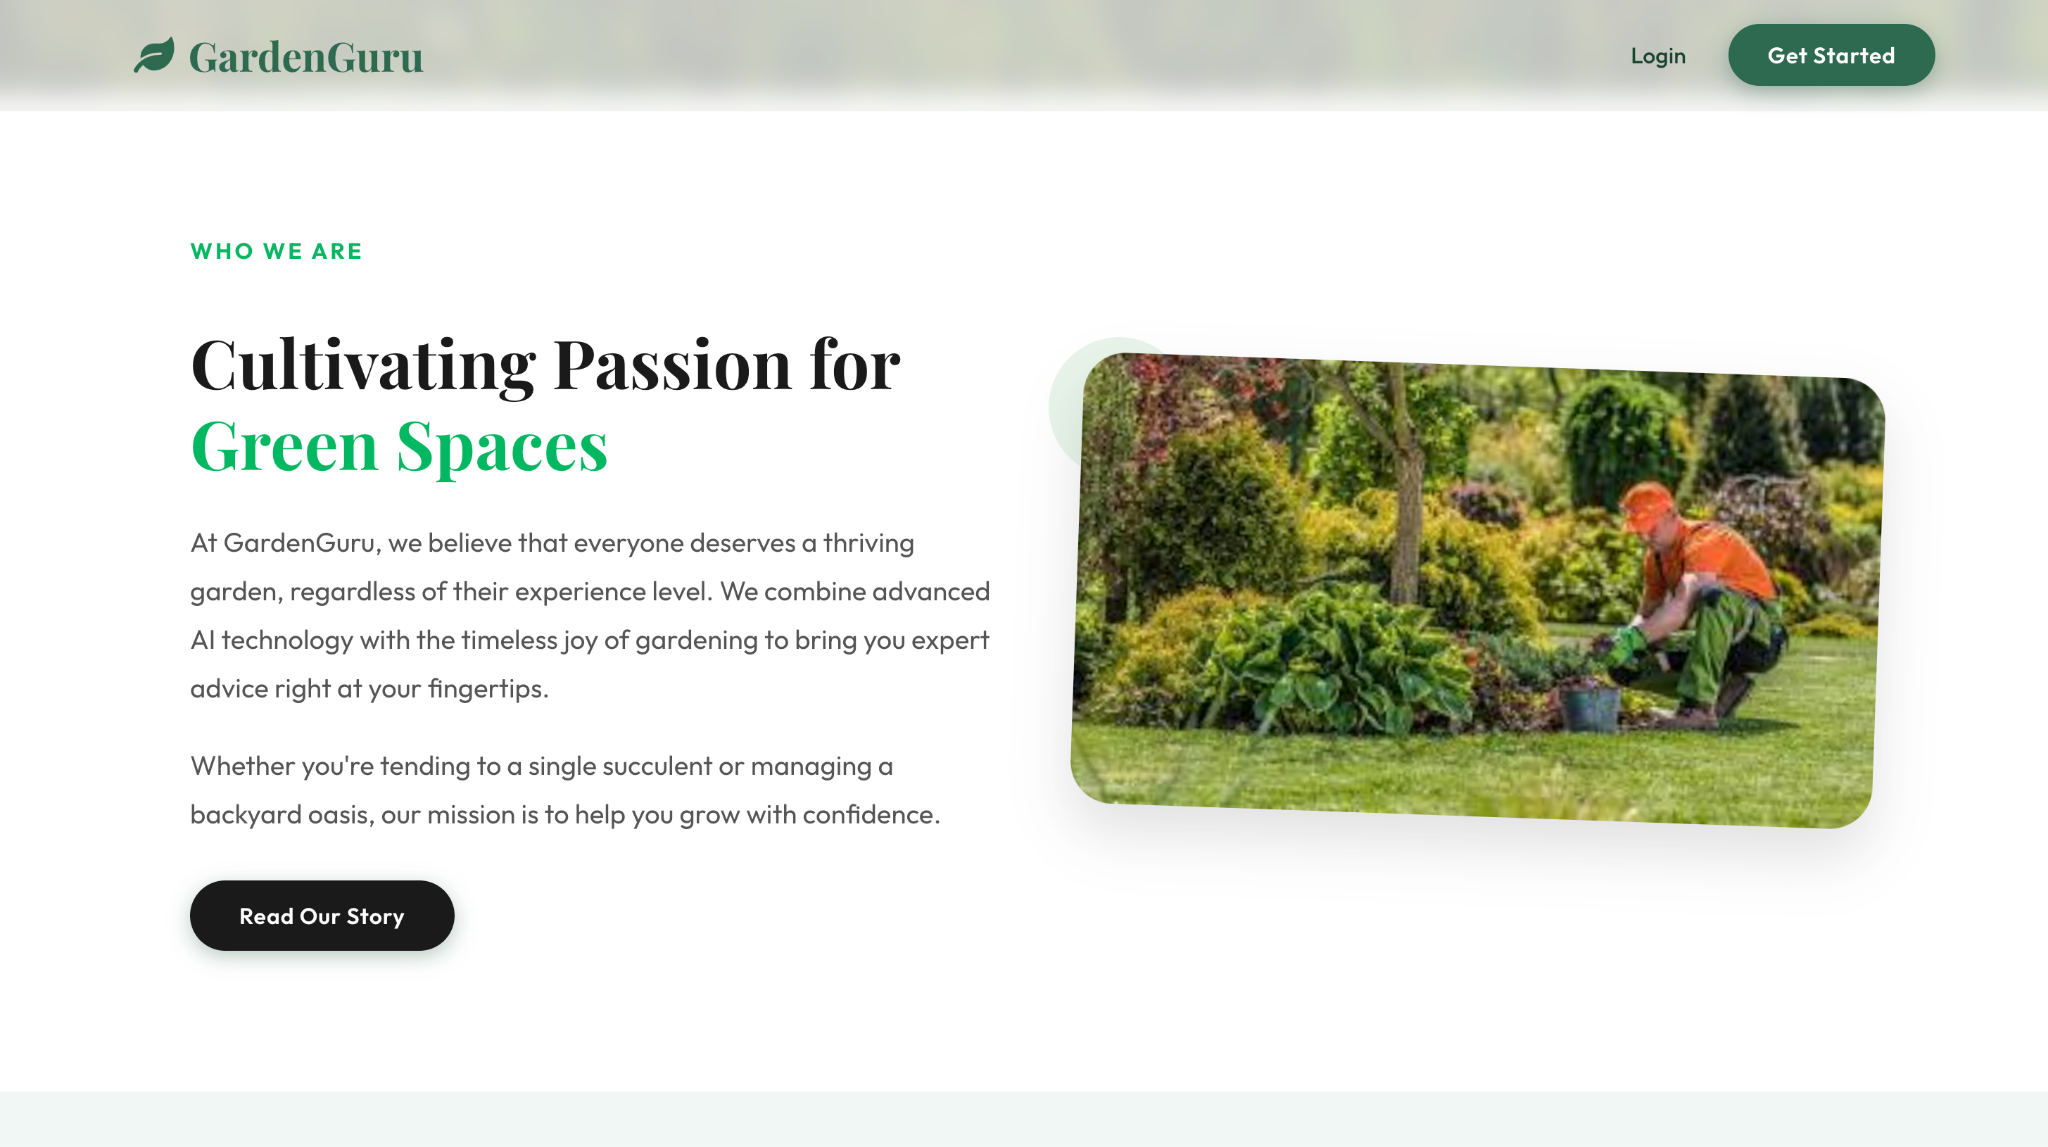 GardenGuru
Login
Get Started
WHO WE ARE
Cultivating Passion for
Green Spaces
At GardenGuru, we believe that everyone deserves a thriving
garden, regardless of their experience level. We combine advanced
AI technology with the timeless joy of gardening to bring you expert
advice right at your fingertips.
Whether you're tending to a single succulent or managing a
backyard oasis, our mission is to help you grow with confidence.
Read Our Story